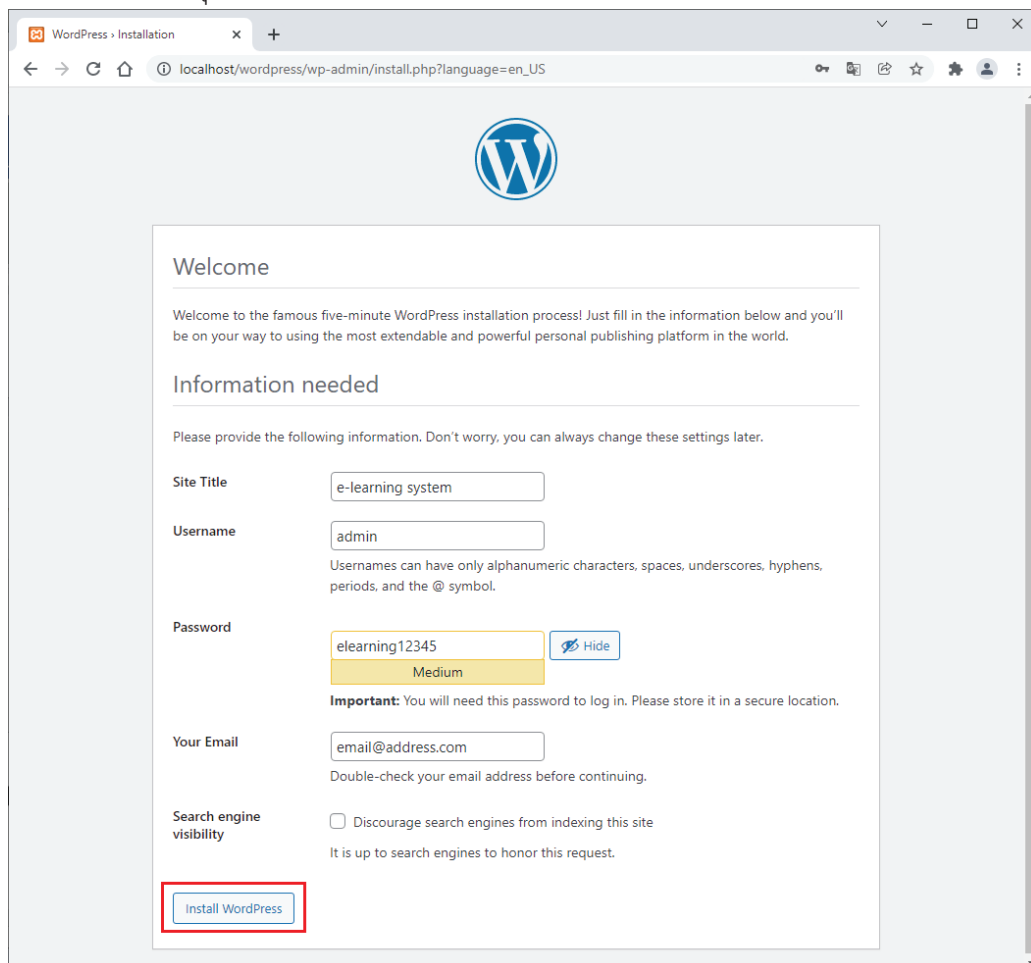 WordPress › Installation
localhost/wordpress/wp-admin/install.php?language=en_US
Welcome
Welcome to the famous five-minute WordPress installation process! Just fill in the information below and you’ll
be on your way to using the most extendable and powerful personal publishing platform in the world.
Information needed
Please provide the following information. Don’t worry, you can always change these settings later.
Site Title
e-learning system
Username
admin
Usernames can have only alphanumeric characters, spaces, underscores, hyphens,
periods, and the @ symbol.
Password
elearning12345
Hide
Medium
Important: You will need this password to log in. Please store it in a secure location.
Your Email
email@address.com
Double-check your email address before continuing.
Search engine
visibility
Discourage search engines from indexing this site
It is up to search engines to honor this request.
Install WordPress